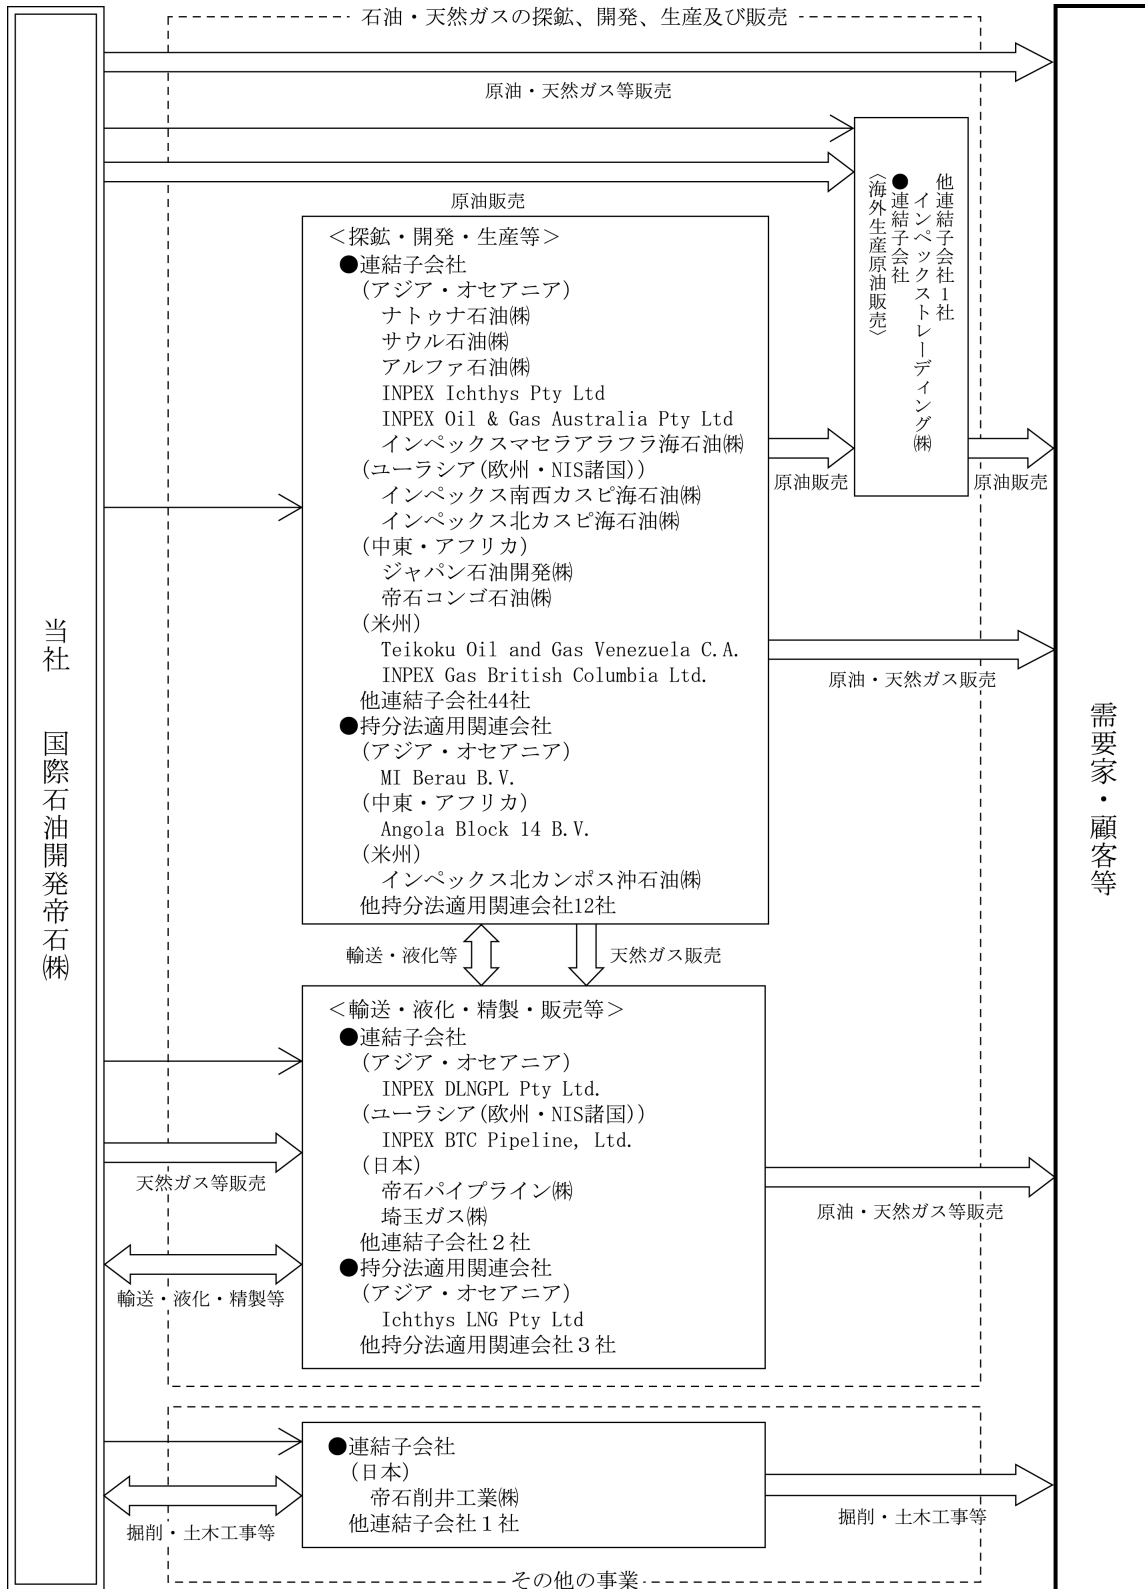 石油・天然ガスの探鉱、開発、生産及び販売
当社 国際石油開発帝石(株)
原油・天然ガス等販売
原油販売
他連結子会社1社
インペックストレーディング㈱
●連結子会社
〈海外生産原油販売〉
＜探鉱・開発・生産等＞
●連結子会社
(アジア・オセアニア)
ナトゥナ石油㈱
サウル石油㈱
アルファ石油㈱
INPEX Ichthys Pty Ltd
INPEX Oil & Gas Australia Pty Ltd
インペックスマセラアラフラ海石油㈱
(ユーラシア(欧州・NIS諸国))
インペックス南西カスピ海石油㈱
インペックス北カスピ海石油㈱
(中東・アフリカ)
ジャパン石油開発㈱
帝石コンゴ石油㈱
(米州)
Teikoku Oil and Gas Venezuela C.A.
INPEX Gas British Columbia Ltd.
他連結子会社44社
●持分法適用関連会社
(アジア・オセアニア)
MI Berau B.V.
(中東・アフリカ)
Angola Block 14 B.V.
(米州)
インペックス北カンポス沖石油㈱
他持分法適用関連会社12社
原油販売
原油販売
原油・天然ガス販売
需要家・顧客等
輸送・液化等
天然ガス販売
＜輸送・液化・精製・販売等＞
●連結子会社
(アジア・オセアニア)
INPEX DLNGPL Pty Ltd.
(ユーラシア(欧州・NIS諸国))
INPEX BTC Pipeline, Ltd.
(日本)
帝石パイプライン㈱
埼玉ガス㈱
他連結子会社２社
●持分法適用関連会社
(アジア・オセアニア)
Ichthys LNG Pty Ltd
他持分法適用関連会社３社
天然ガス等販売
輸送・液化・精製等
原油・天然ガス等販売
●連結子会社
(日本)
帝石削井工業㈱
他連結子会社１社
掘削・土木工事等
掘削・土木工事等
その他の事業